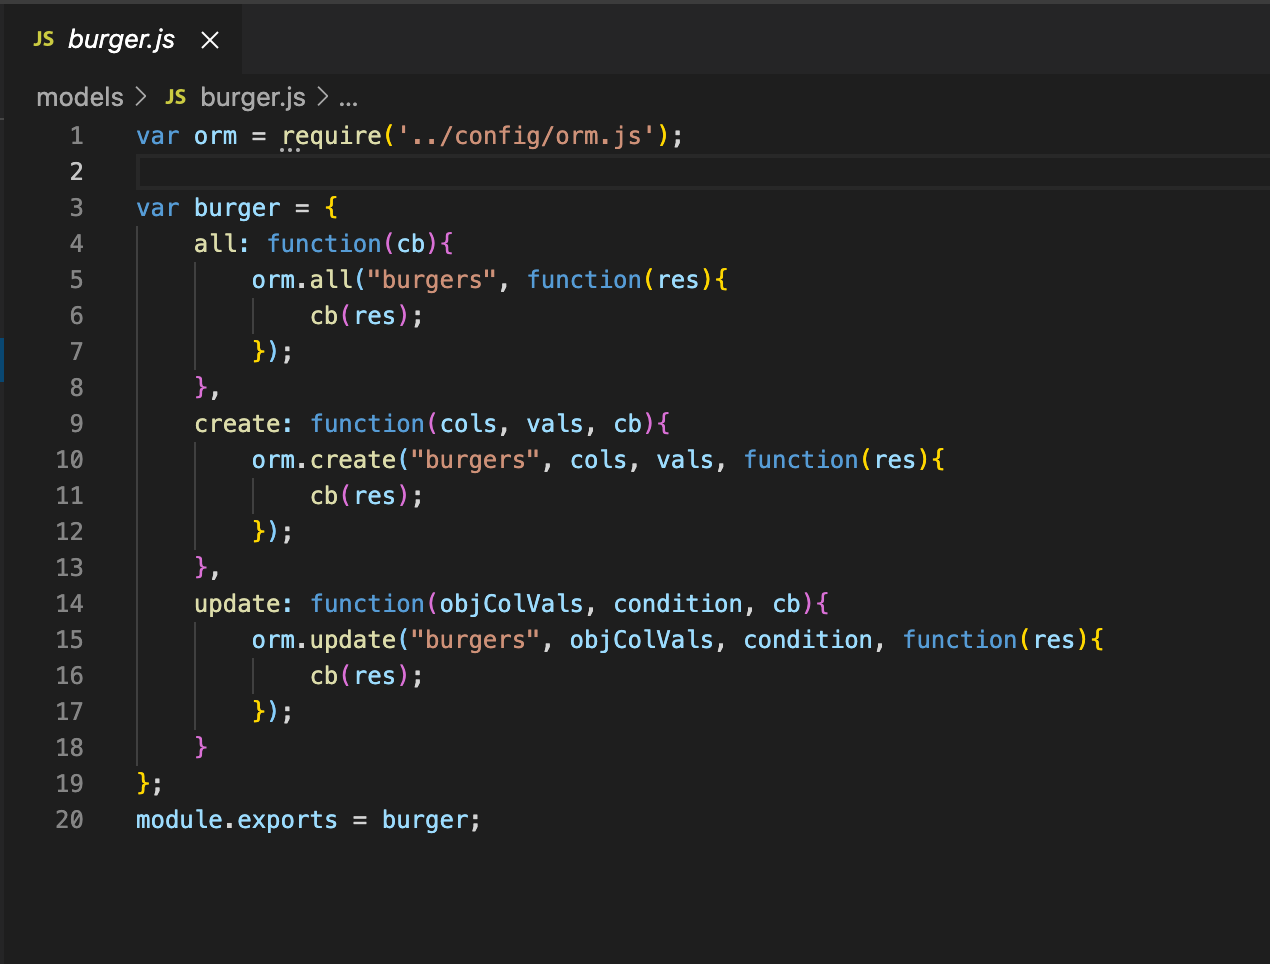 JS burger.js ×
models > JS burger.js > ...
1 var orm = require('../config/orm.js');
2
3 var burger = {
4     all: function(cb){
5         orm.all("burgers", function(res){
6             cb(res);
7         });
8     },
9     create: function(cols, vals, cb){
10         orm.create("burgers", cols, vals, function(res){
11             cb(res);
12         });
13     },
14     update: function(objColVals, condition, cb){
15         orm.update("burgers", objColVals, condition, function(res){
16             cb(res);
17         });
18     }
19 };
20 module.exports = burger;